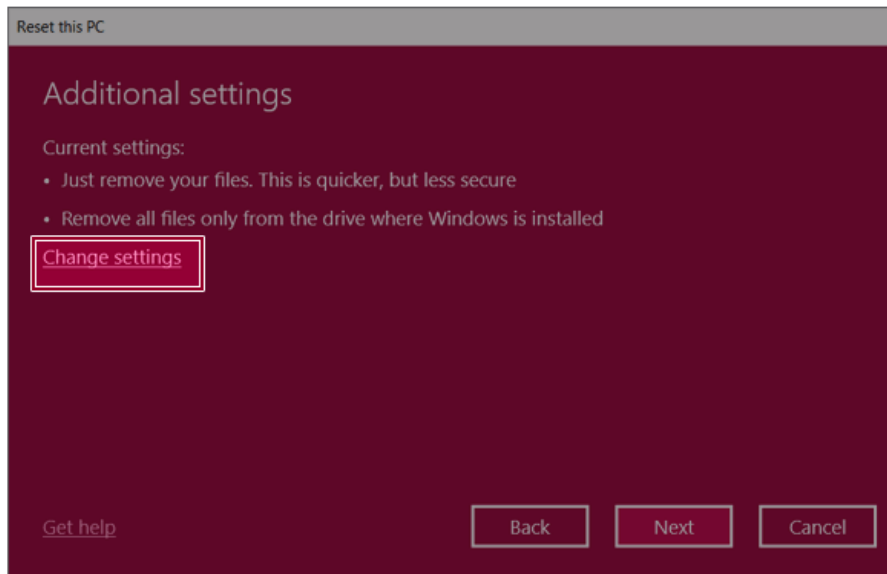 Reset this PC
Additional settings
Current settings:
• Just remove your files. This is quicker, but less secure
• Remove all files only from the drive where Windows is installed
Change settings
Get help Back Next Cancel